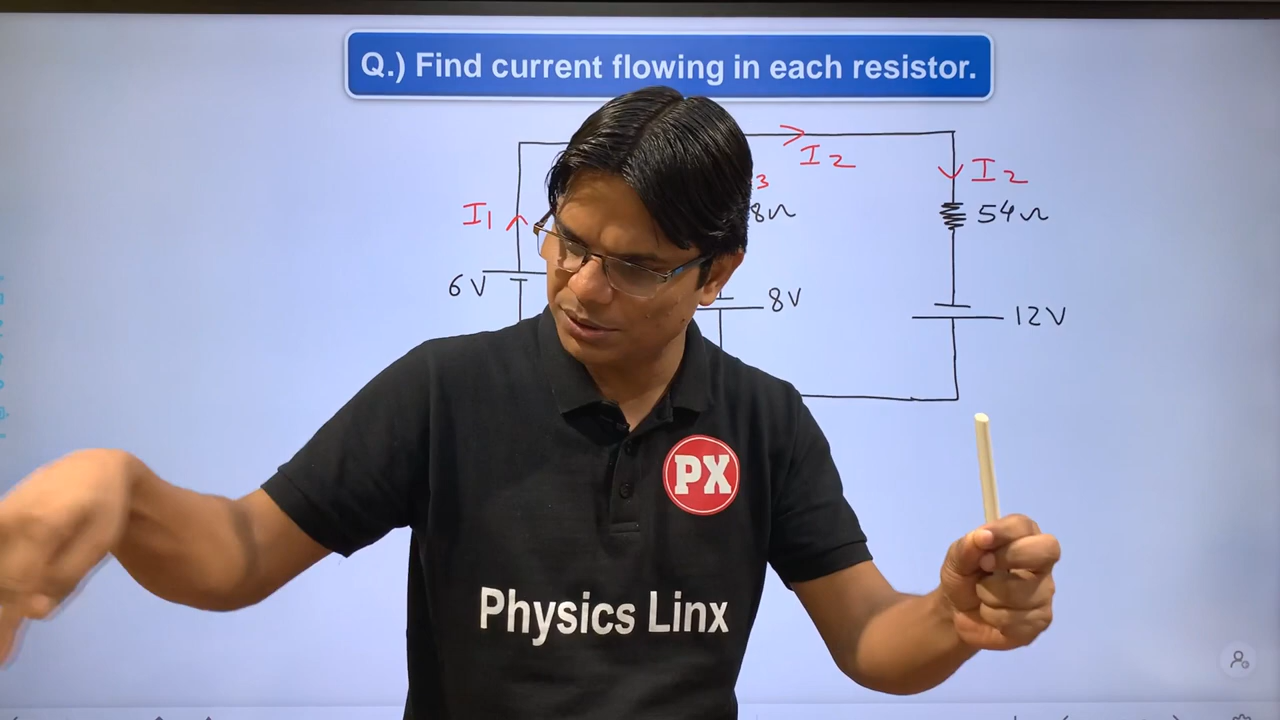 Q.) Find current flowing in each resistor.
I2
I2
3
I1
8Ω
54Ω
6V
8V
12V
PX
Physics Linx